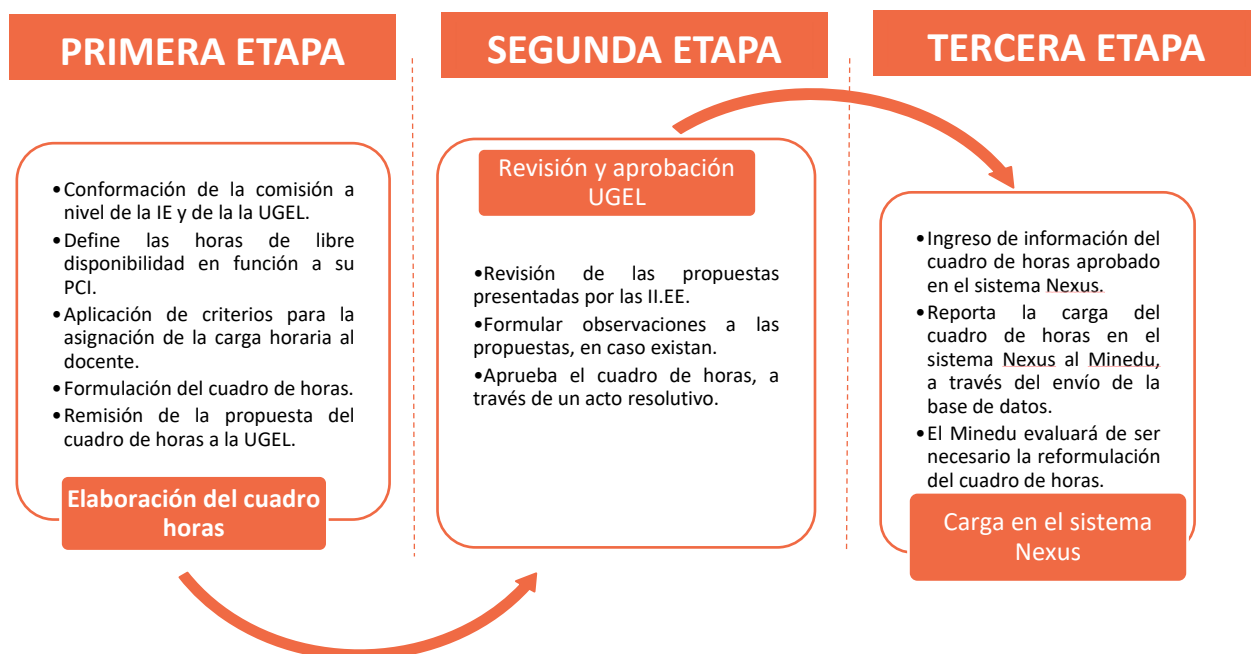 PRIMERA ETAPA
•Conformación de la comisión a
nivel de la IE y de la la UGEL.
•Define las horas de libre
disponibilidad en función a su
PCI.
•Aplicación de criterios para la
asignación de la carga horaria al
docente.
•Formulación del cuadro de horas.
•Remisión de la propuesta del
cuadro de horas a la UGEL.
Elaboración del cuadro
horas
SEGUNDA ETAPA
Revisión y aprobación
UGEL
•Revisión de las propuestas
presentadas por las II.EE.
•Formular observaciones a las
propuestas, en caso existan.
•Aprueba el cuadro de horas, a
través de un acto resolutivo.
TERCERA ETAPA
•Ingreso de información del
cuadro de horas aprobado
en el sistema Nexus.
•Reporta la carga del
cuadro de horas en el
sistema Nexus al Minedu,
a través del envío de la
base de datos.
•El Minedu evaluará de ser
necesario la reformulación
del cuadro de horas.
Carga en el sistema
Nexus